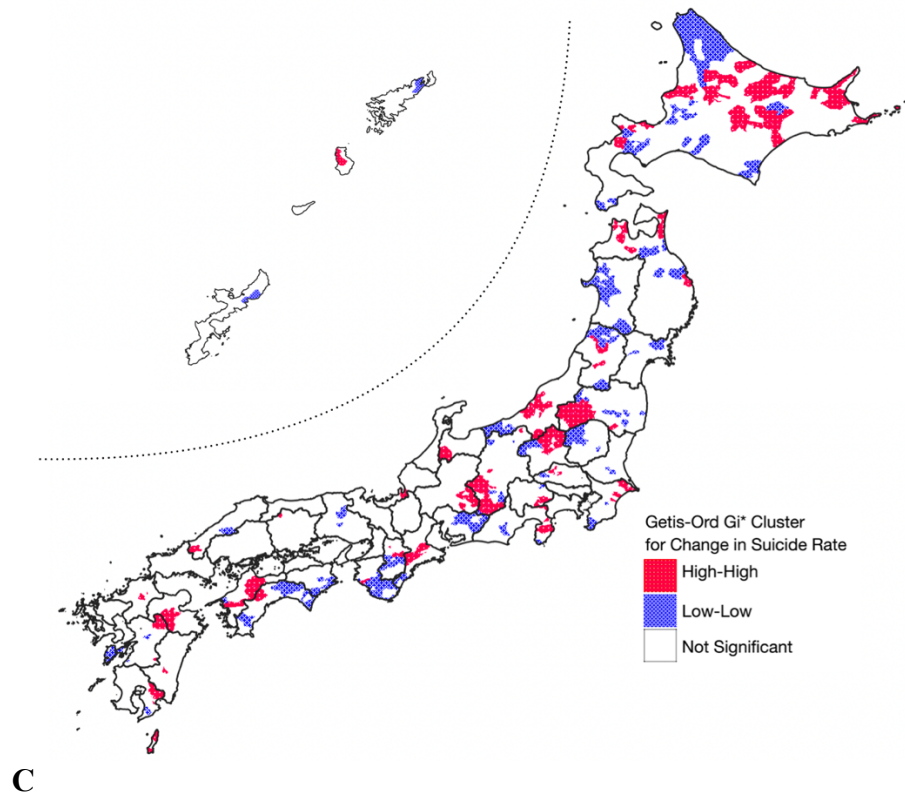 Getis-Ord Gi* Cluster
for Change in Suicide Rate
High-High
Low-Low
Not Significant
C